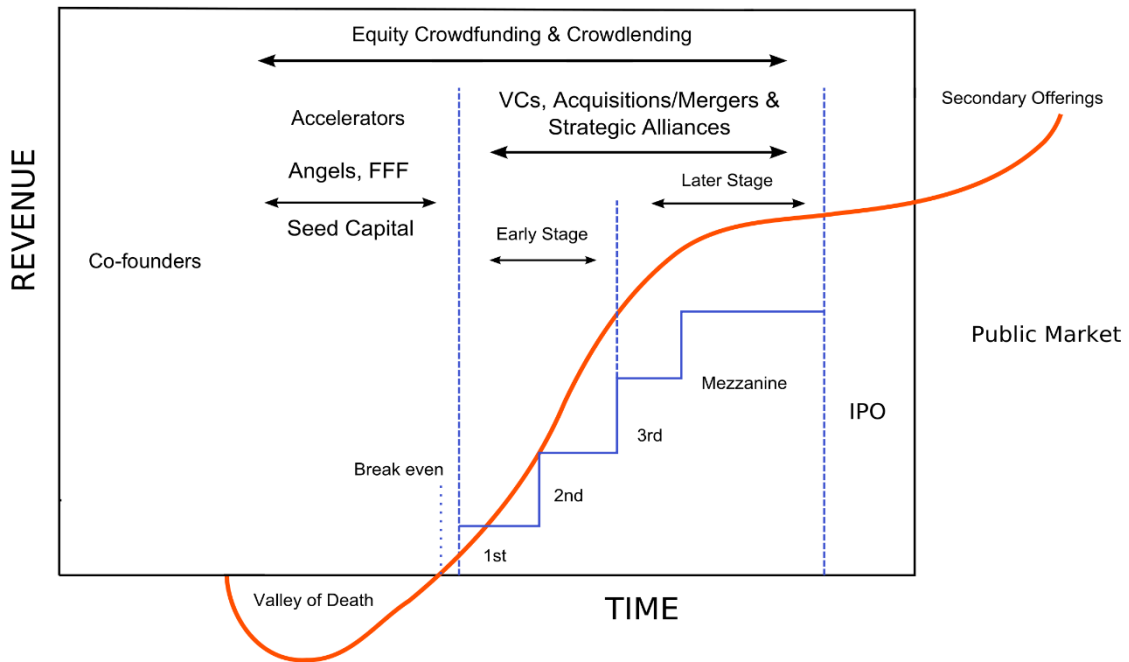 Equity Crowdfunding & Crowdlending
VCs, Acquisitions/Mergers &
Strategic Alliances
Secondary Offerings
Accelerators
Angels, FFF
Seed Capital
Later Stage
Early Stage
REVENUE
Co-founders
Public Market
Mezzanine
IPO
3rd
Break even
2nd
1st
Valley of Death
TIME